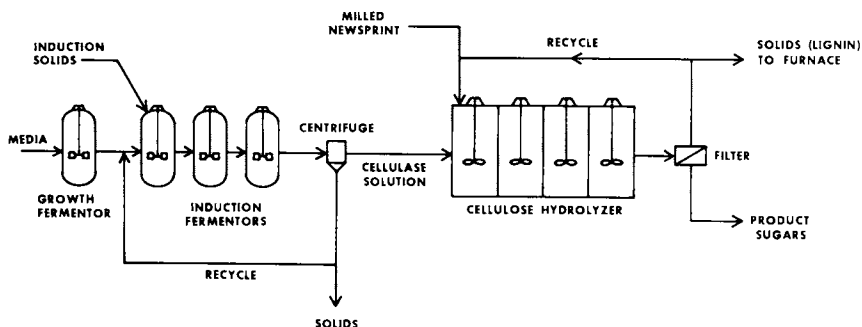 MILLED
NEWSPRINT
INDUCTION
SOLIDS
RECYCLE
SOLIDS (LIGNIN)
TO FURNACE
MEDIA
CENTRIFUGE
CELLULASE
SOLUTION
FILTER
GROWTH
FERMENTOR
INDUCTION
FERMENTORS
CELLULOSE HYDROLYZER
PRODUCT
SUGARS
RECYCLE
SOLIDS